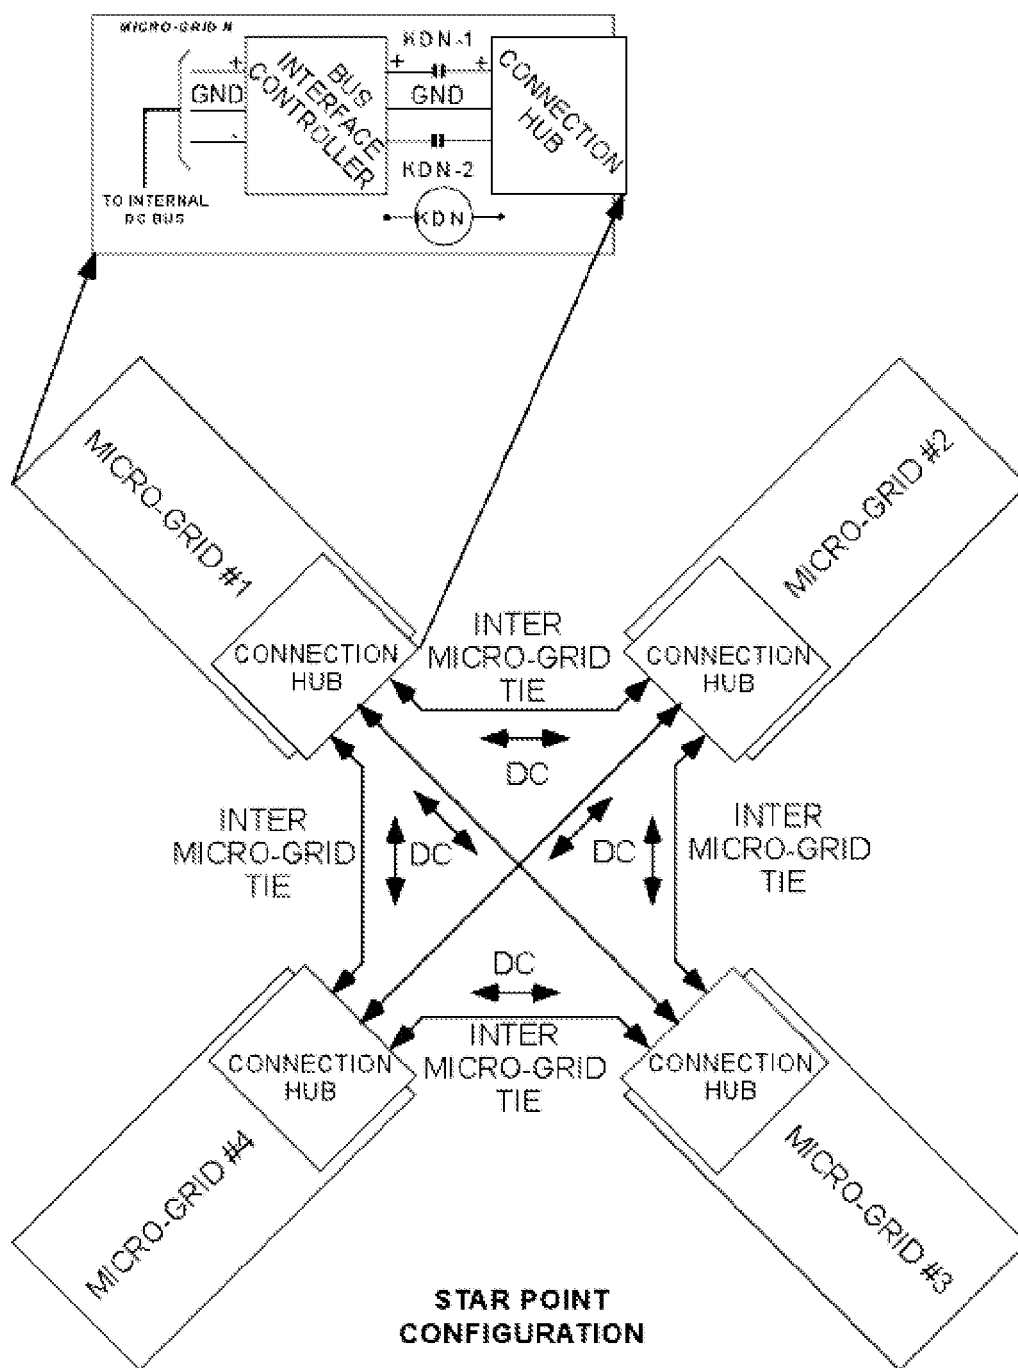 MICRO-GRID N
KDN-1
+
+
±
BUS
INTERFACE
CONTROLLER
CONNECTION
HUB
GND
GND
-
KDN-2
TO INTERNAL
DC BUS
KDN
MICRO-GRID #1
MICRO-GRID #2
INTER
MICRO-GRID
TIE
CONNECTION
HUB
CONNECTION
HUB
DC
INTER
MICRO-GRID
TIE
DC
DC
INTER
MICRO-GRID
TIE
DC
INTER
MICRO-GRID
TIE
CONNECTION
HUB
CONNECTION
HUB
MICRO-GRID #4
MICRO-GRID #3
STAR POINT
CONFIGURATION